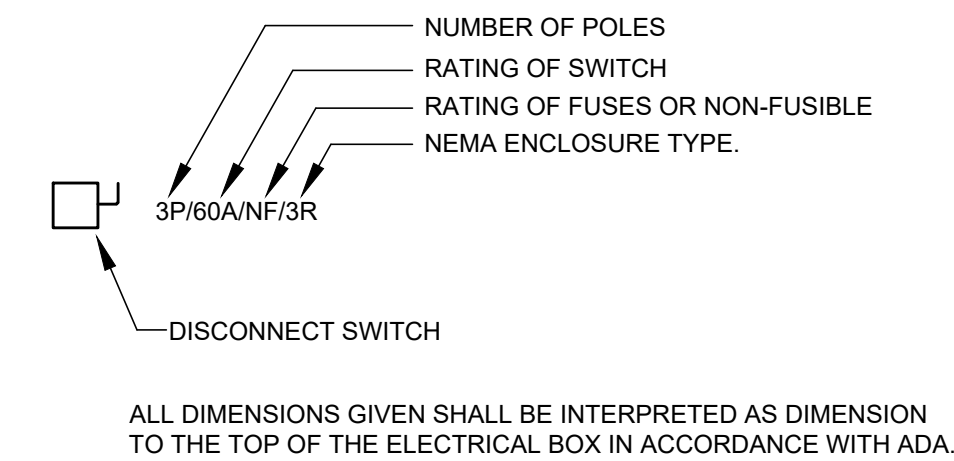 NUMBER OF POLES
RATING OF SWITCH
RATING OF FUSES OR NON-FUSIBLE
NEMA ENCLOSURE TYPE.
3P/60A/NF/3R
DISCONNECT SWITCH
ALL DIMENSIONS GIVEN SHALL BE INTERPRETED AS DIMENSION
TO THE TOP OF THE ELECTRICAL BOX IN ACCORDANCE WITH ADA.